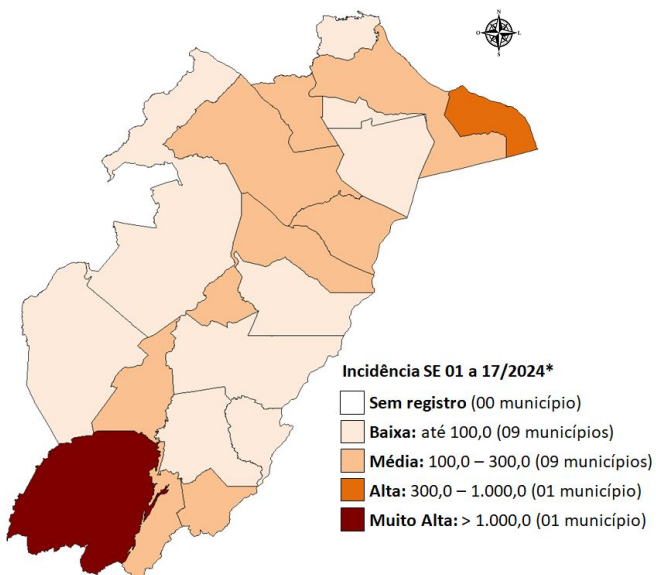 N
O
L
S
Incidência SE 01 a 17/2024*
Sem registro (00 município)
Baixa: até 100,0 (09 municípios)
Média: 100,0 – 300,0 (09 municípios)
Alta: 300,0 – 1.000,0 (01 município)
Muito Alta: > 1.000,0 (01 município)